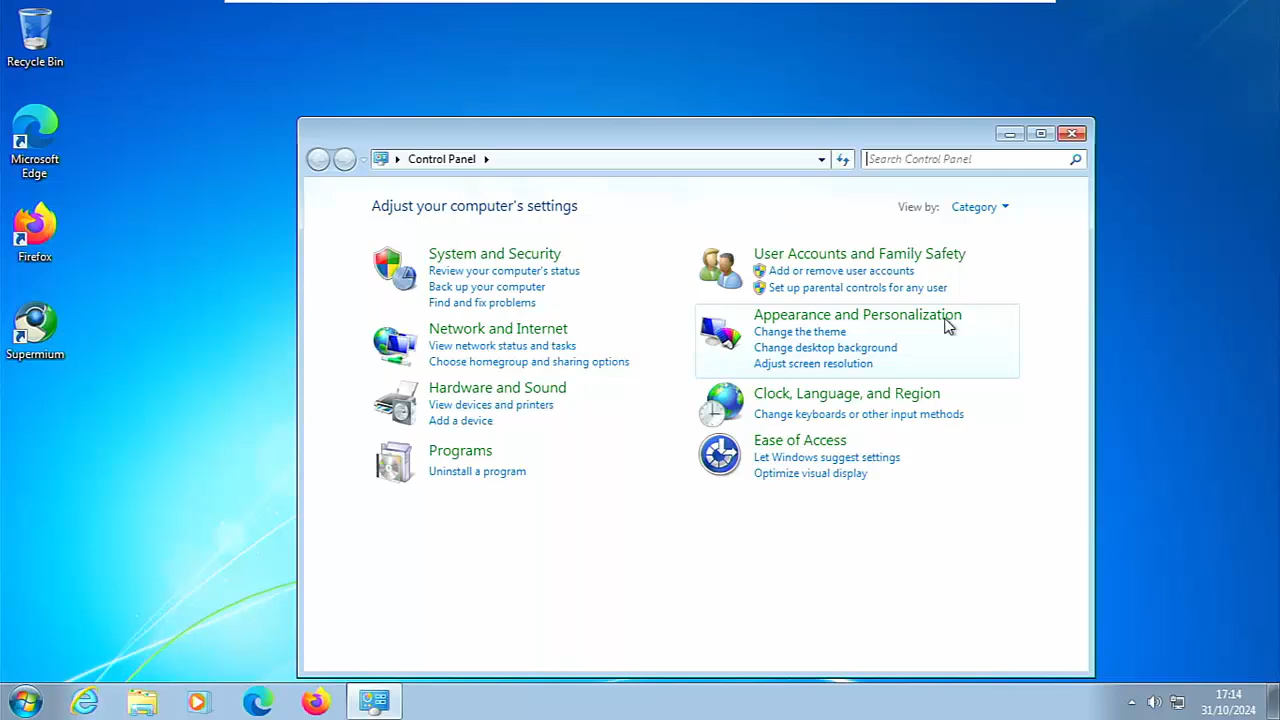 Recycle Bin
Microsoft
Edge
Firefox
Supermium
Control Panel
Search Control Panel
Adjust your computer's settings
View by: Category
System and Security
Review your computer's status
Back up your computer
Find and fix problems
Network and Internet
View network status and tasks
Choose homegroup and sharing options
Hardware and Sound
View devices and printers
Add a device
Programs
Uninstall a program
User Accounts and Family Safety
Add or remove user accounts
Set up parental controls for any user
Appearance and Personalization
Change the theme
Change desktop background
Adjust screen resolution
Clock, Language, and Region
Change keyboards or other input methods
Ease of Access
Let Windows suggest settings
Optimize visual display
17:14
31/10/2024